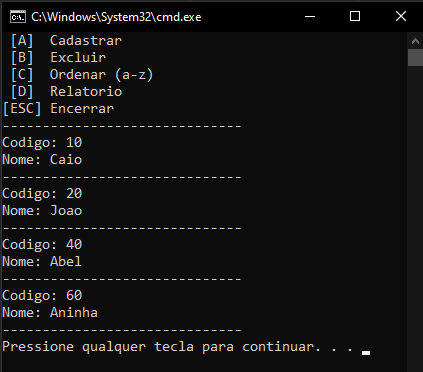 C:\Windows\System32\cmd.exe
[A] Cadastrar
[B] Excluir
[C] Ordenar (a-z)
[D] Relatorio
[ESC] Encerrar
------------------------------
Codigo: 10
Nome: Caio
------------------------------
Codigo: 20
Nome: Joao
------------------------------
Codigo: 40
Nome: Abel
------------------------------
Codigo: 60
Nome: Aninha
------------------------------
Pressione qualquer tecla para continuar. . .